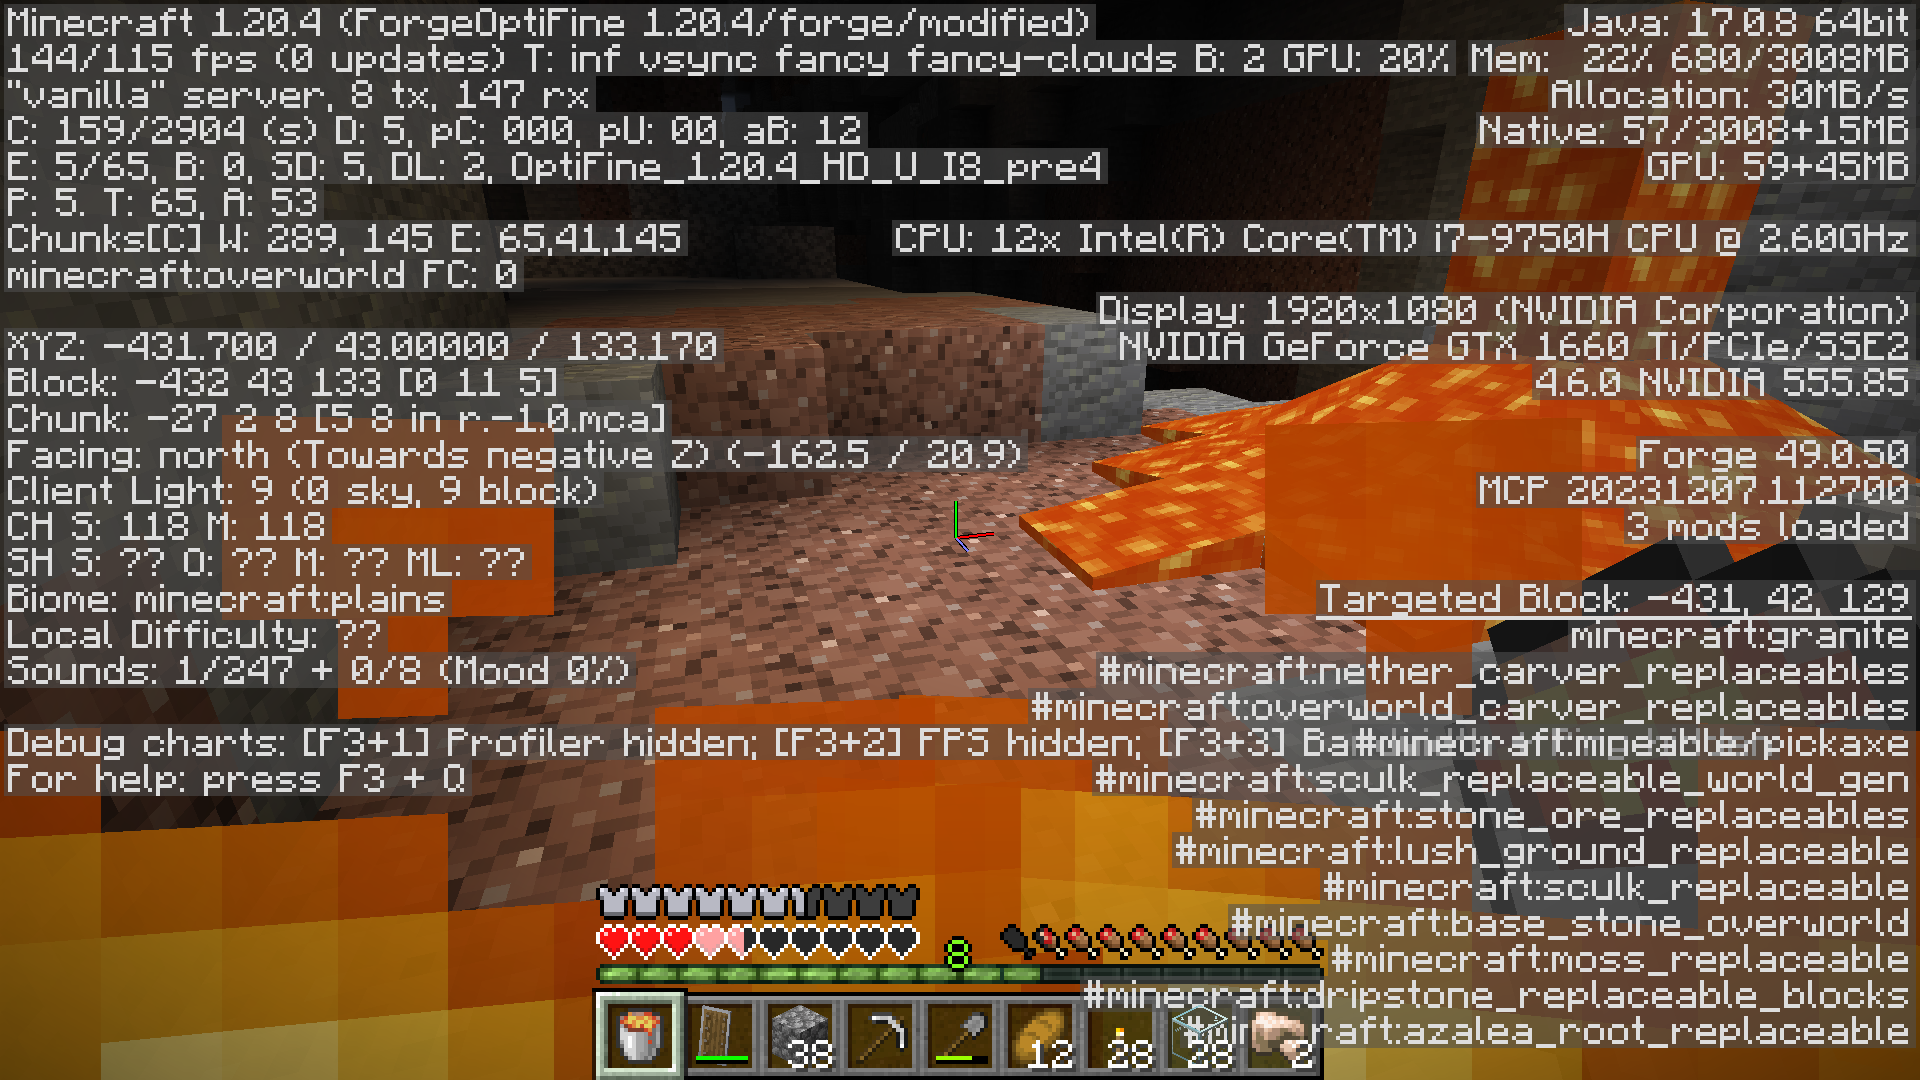 Minecraft 1.20.4 (ForgeOptiFine 1.20.4/forge/modified)
144/115 fps (0 updates) T: inf vsync fancy fancy-clouds B: 2 GPU: 20%
"vanilla" server, 8 tx, 147 rx
C: 159/2904 (s) D: 5, pC: 000, pU: 00, aB: 12
E: 5/65, B: 0, SD: 5, DL: 2, OptiFine_1.20.4_HD_U_I8_pre4
P: 5. T: 65, A: 53
Chunks[C] W: 289, 145 E: 65,41,145
minecraft:overworld FC: 0
XYZ: -431.700 / 43.00000 / 133.170
Block: -432 43 133 [0 11 5]
Chunk: -27 2 8 [5 8 in r.-1.0.mca]
Facing: north (Towards negative Z) (-162.5 / 20.9)
Client Light: 9 (0 sky, 9 block)
CH S: 118 M: 118
SH S: ?? O: ?? M: ?? ML: ??
Biome: minecraft:plains
Local Difficulty: ??
Sounds: 1/247 + 0/8 (Mood 0%)
Debug charts: [F3+1] Profiler hidden; [F3+2] FPS hidden; [F3+3] Ba
For help: press F3 + Q
Java: 17.0.8 64bit
Mem: 22% 680/3008MB
Allocation: 30MB/s
Native: 57/3008+15MB
GPU: 59+45MB
CPU: 12x Intel(R) Core(TM) i7-9750H CPU @ 2.60GHz
Display: 1920x1080 (NVIDIA Corporation)
NVIDIA GeForce GTX 1660 Ti/PCIe/SSE2
4.6.0 NVIDIA 555.85
Forge 49.0.50
MCP 20231207.112700
3 mods loaded
Targeted Block: -431, 42, 129
minecraft:granite
#minecraft:nether_carver_replaceables
#minecraft:overworld_carver_replaceables
#minecraft:mineable/pickaxe
#minecraft:sculk_replaceable_world_gen
#minecraft:stone_ore_replaceables
#minecraft:lush_ground_replaceable
#minecraft:sculk_replaceable
#minecraft:base_stone_overworld
#minecraft:moss_replaceable
#minecraft:dripstone_replaceable_blocks
#minecraft:azalea_root_replaceable
8
38 12 28 28 2